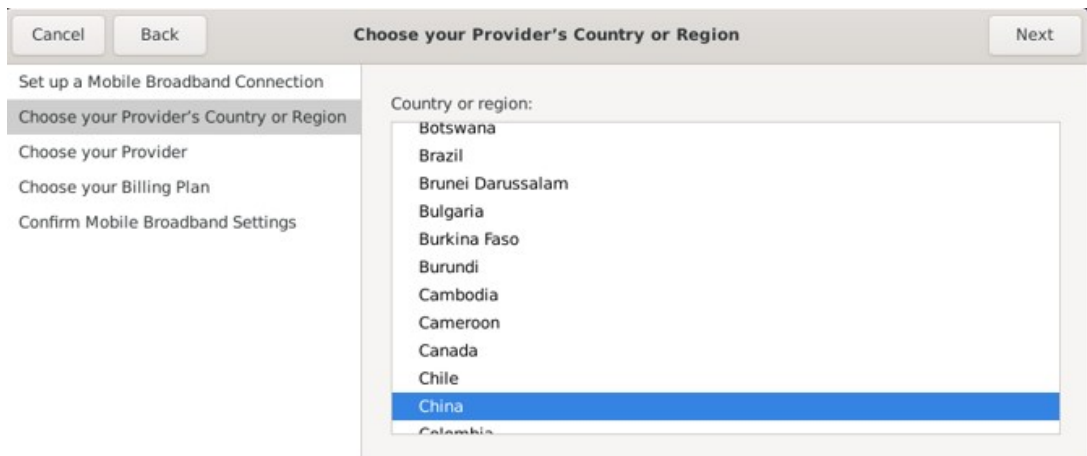 Cancel
Back
Choose your Provider’s Country or Region
Next
Set up a Mobile Broadband Connection
Choose your Provider’s Country or Region
Choose your Provider
Choose your Billing Plan
Confirm Mobile Broadband Settings
Country or region:
Botswana
Brazil
Brunei Darussalam
Bulgaria
Burkina Faso
Burundi
Cambodia
Cameroon
Canada
Chile
China
Colombia